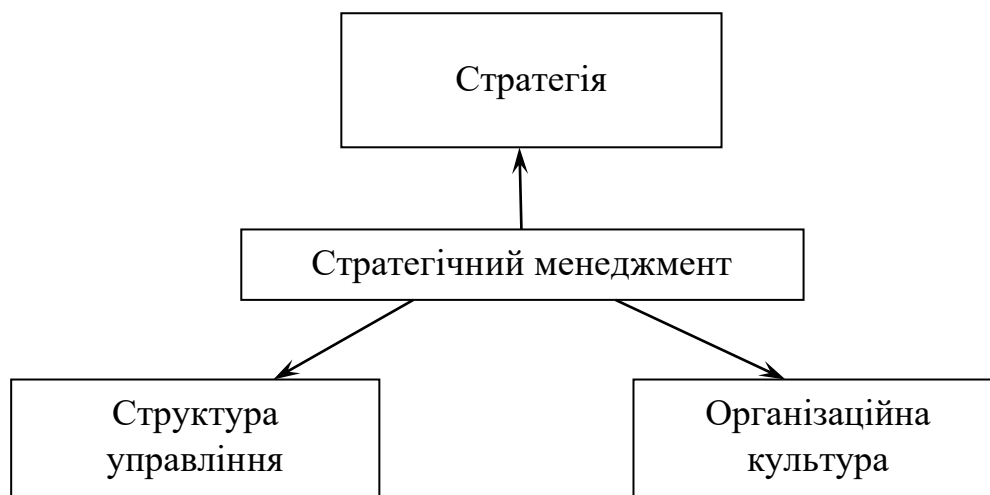 Стратегія
Стратегічний менеджмент
Структура
управління
Організаційна
культура